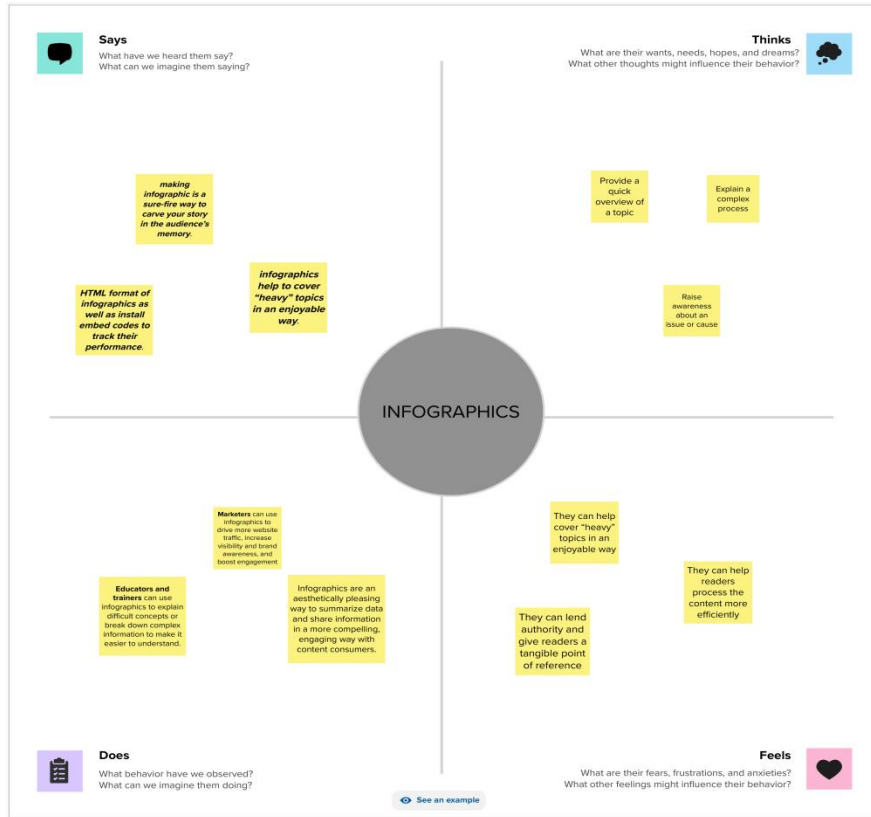 Says
What have we heard them say?
What can we imagine them saying?
Thinks
What are their wants, needs, hopes, and dreams?
What other thoughts might influence their behavior?
making
infographic is a
sure-fire way to
carve your story
in the audience's
memory.
HTML format of
infographics as
well as install
embed codes to
track their
performance.
infographics
help to cover
"heavy" topics
in an enjoyable
way.
Provide a
quick
overview of
a topic
Explain a
complex
process
Raise
awareness
about an
issue or cause
INFOGRAPHICS
Marketers can use
infographics to
drive more website
traffic, increase
visibility and brand
awareness, and
boost engagement
Educators and
trainers can use
infographics to explain
difficult concepts or
break down complex
information to make it
easier to understand.
Infographics are an
aesthetically pleasing
way to summarize data
and share information
in a more compelling,
engaging way with
content consumers.
They can help
cover "heavy"
topics in an
enjoyable way
They can help
readers
process the
content more
efficiently
They can lend
authority and
give readers a
tangible point
of reference
Does
What behavior have we observed?
What can we imagine them doing?
See an example
Feels
What are their fears, frustrations, and anxieties?
What other feelings might influence their behavior?